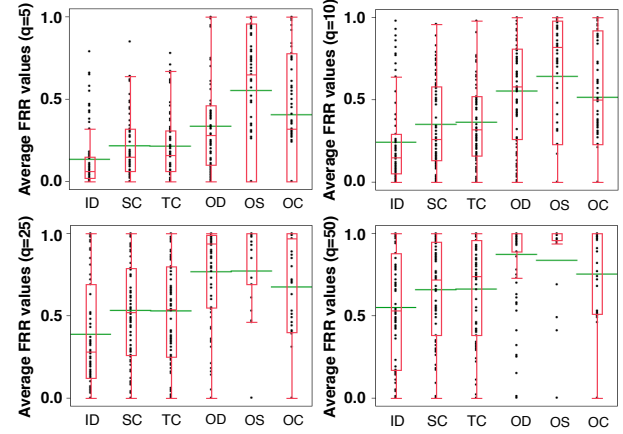 Average FRR values (q=5)
1.0
0.5
0.0
ID SC TC OD OS OC
Average FRR values (q=10)
1.0
0.5
0.0
ID SC TC OD OS OC
Average FRR values (q=25)
1.0
0.5
0.0
ID SC TC OD OS OC
Average FRR values (q=50)
1.0
0.5
0.0
ID SC TC OD OS OC